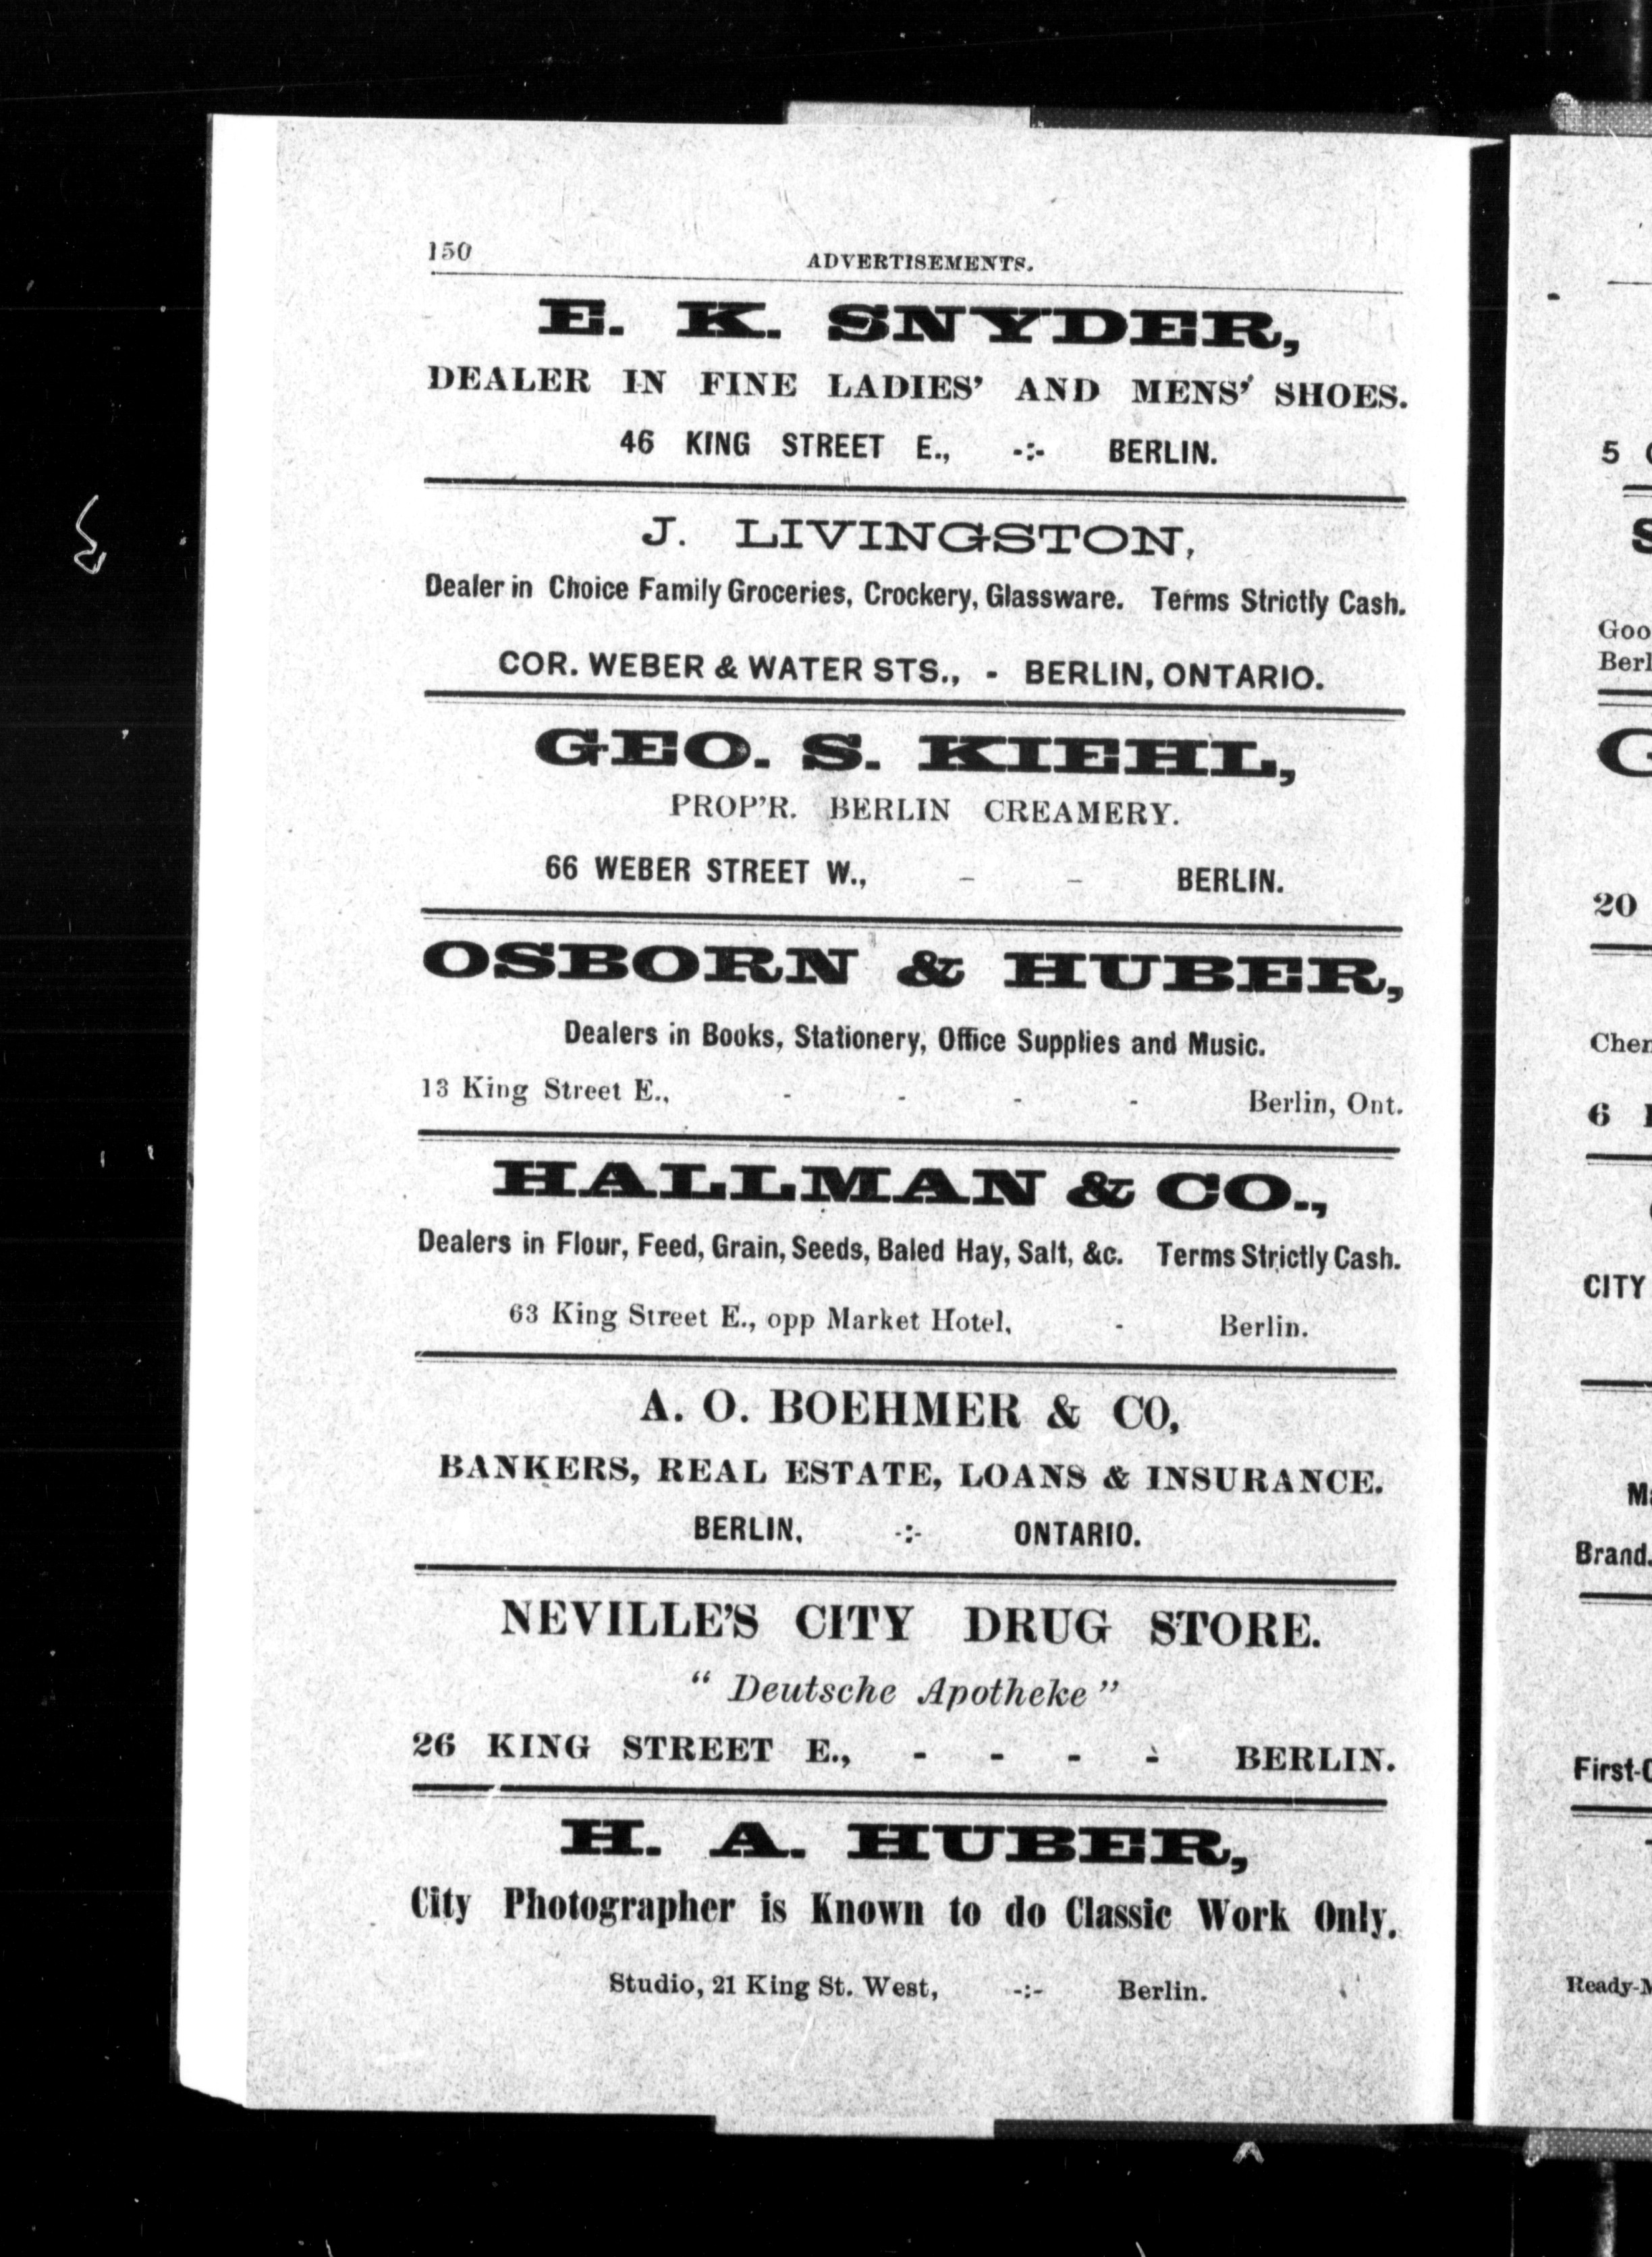 150
ADVERTISEMENTS.
E. K. SNYDER,
DEALER IN FINE LADIES' AND MENS' SHOES.
46 KING STREET E., -:- BERLIN.
J. LIVINGSTON,
Dealer in Choice Family Groceries, Crockery, Glassware. Terms Strictly Cash.
COR. WEBER & WATER STS., - BERLIN, ONTARIO.
GEO. S. KIEHL,
PROP'R. BERLIN CREAMERY.
66 WEBER STREET W., - - BERLIN.
OSBORN & HUBER,
Dealers in Books, Stationery, Office Supplies and Music.
13 King Street E., - - - - Berlin, Ont.
HALLMAN & CO.,
Dealers in Flour, Feed, Grain, Seeds, Baled Hay, Salt, &c. Terms Strictly Cash.
63 King Street E., opp Market Hotel, - Berlin.
A. O. BOEHMER & CO,
BANKERS, REAL ESTATE, LOANS & INSURANCE.
BERLIN, -:- ONTARIO.
NEVILLE'S CITY DRUG STORE.
" Deutsche Apotheke "
26 KING STREET E., - - - - BERLIN.
H. A. HUBER,
City Photographer is Known to do Classic Work Only.
Studio, 21 King St. West, -:- Berlin.
5
20
6
CITY
Brand.